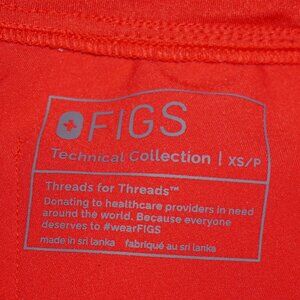 FIGS
Technical Collection | XS/P
Threads for Threads™
Donating to healthcare providers in need
around the world. Because everyone
deserves to #wearFIGS
made in sri lanka fabriqué au sri lanka